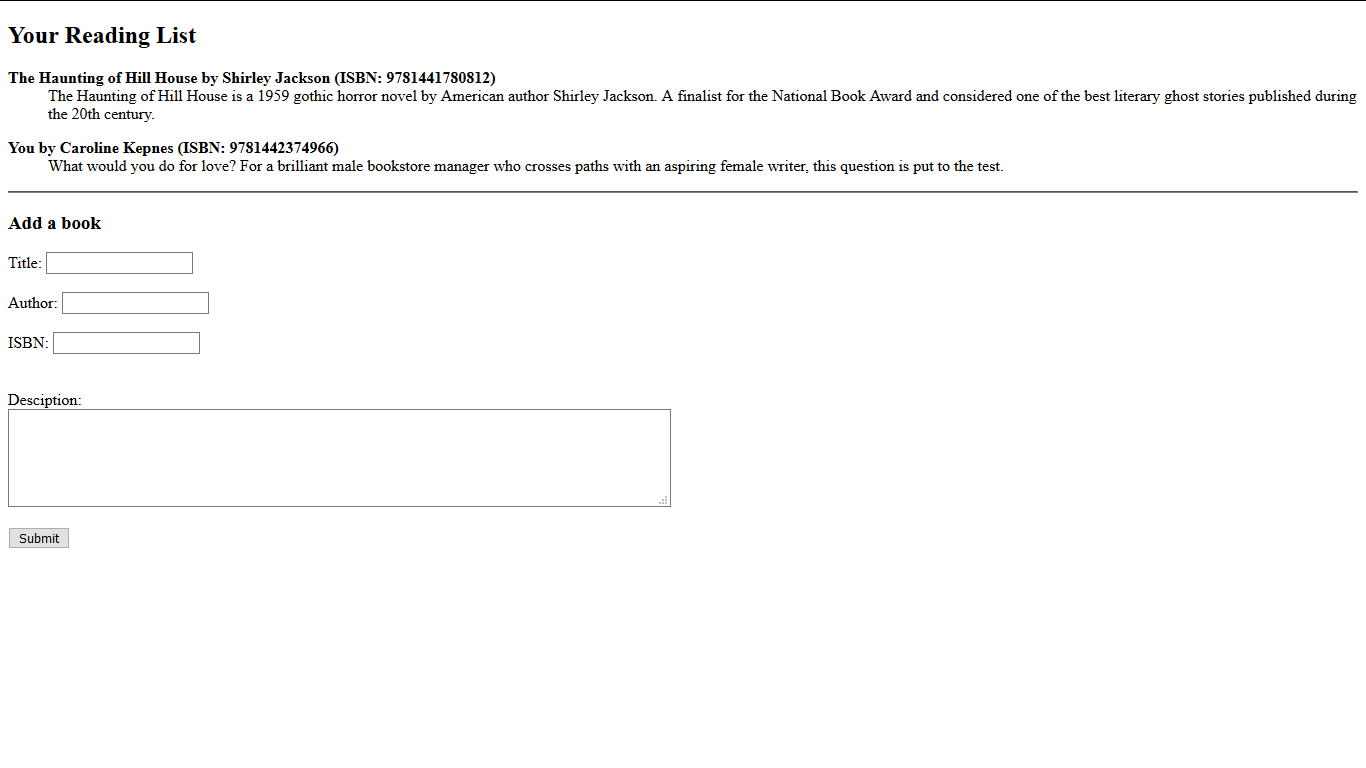 Your Reading List
The Haunting of Hill House by Shirley Jackson (ISBN: 9781441780812)
The Haunting of Hill House is a 1959 gothic horror novel by American author Shirley Jackson. A finalist for the National Book Award and considered one of the best literary ghost stories published during
the 20th century.
You by Caroline Kepnes (ISBN: 9781442374966)
What would you do for love? For a brilliant male bookstore manager who crosses paths with an aspiring female writer, this question is put to the test.
Add a book
Title:
Author:
ISBN:
Desciption:
Submit